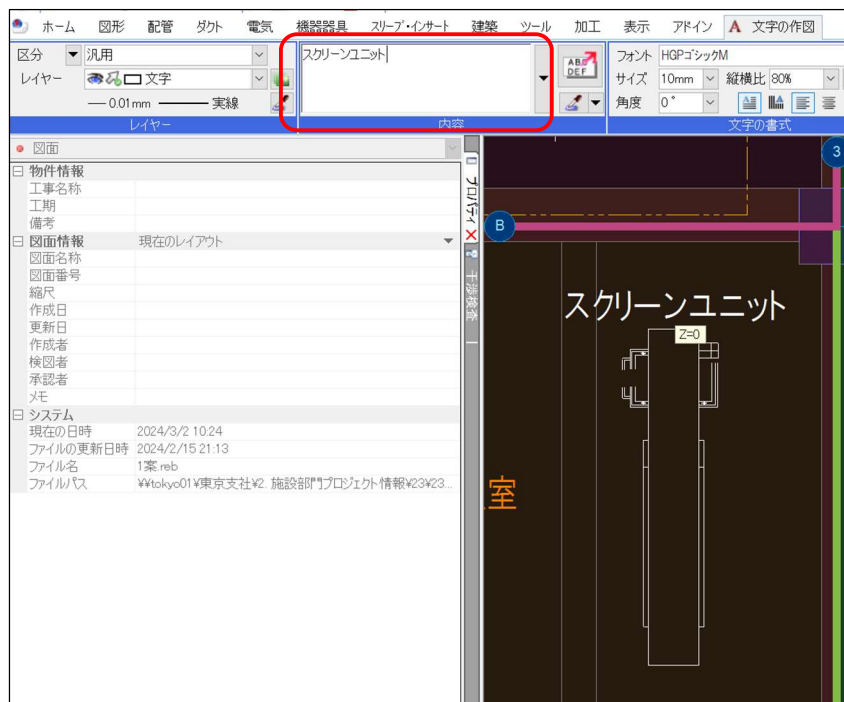 ホーム 図形 配管 ダクト 電気 機器器具 スリーブ・インサート 建築 ツール 加工 表示 アドイン A 文字の作図
区分 汎用 スクリーンユニット ABC DEF フォント HGPゴシックM
レイヤー 文字 サイズ 10mm 縦横比 80%
0.01mm 実線 角度 0°
レイヤー 内容 文字の書式
図面
物件情報
工事名称
工期
備考
図面情報 現在のレイアウト
図面名称
図面番号
縮尺
作成日
更新日
作成者
検図者
承認者
メモ
システム
現在の日時 2024/3/2 10:24
ファイルの更新日時 2024/2/15 21:13
ファイル名 1案.reb
ファイルパス ¥¥tokyo01¥東京支社¥2. 施設部門¥プロジェクト情報¥23¥23...
プロパティ
干渉検査
3
B
スクリーンユニット
Z=0
室